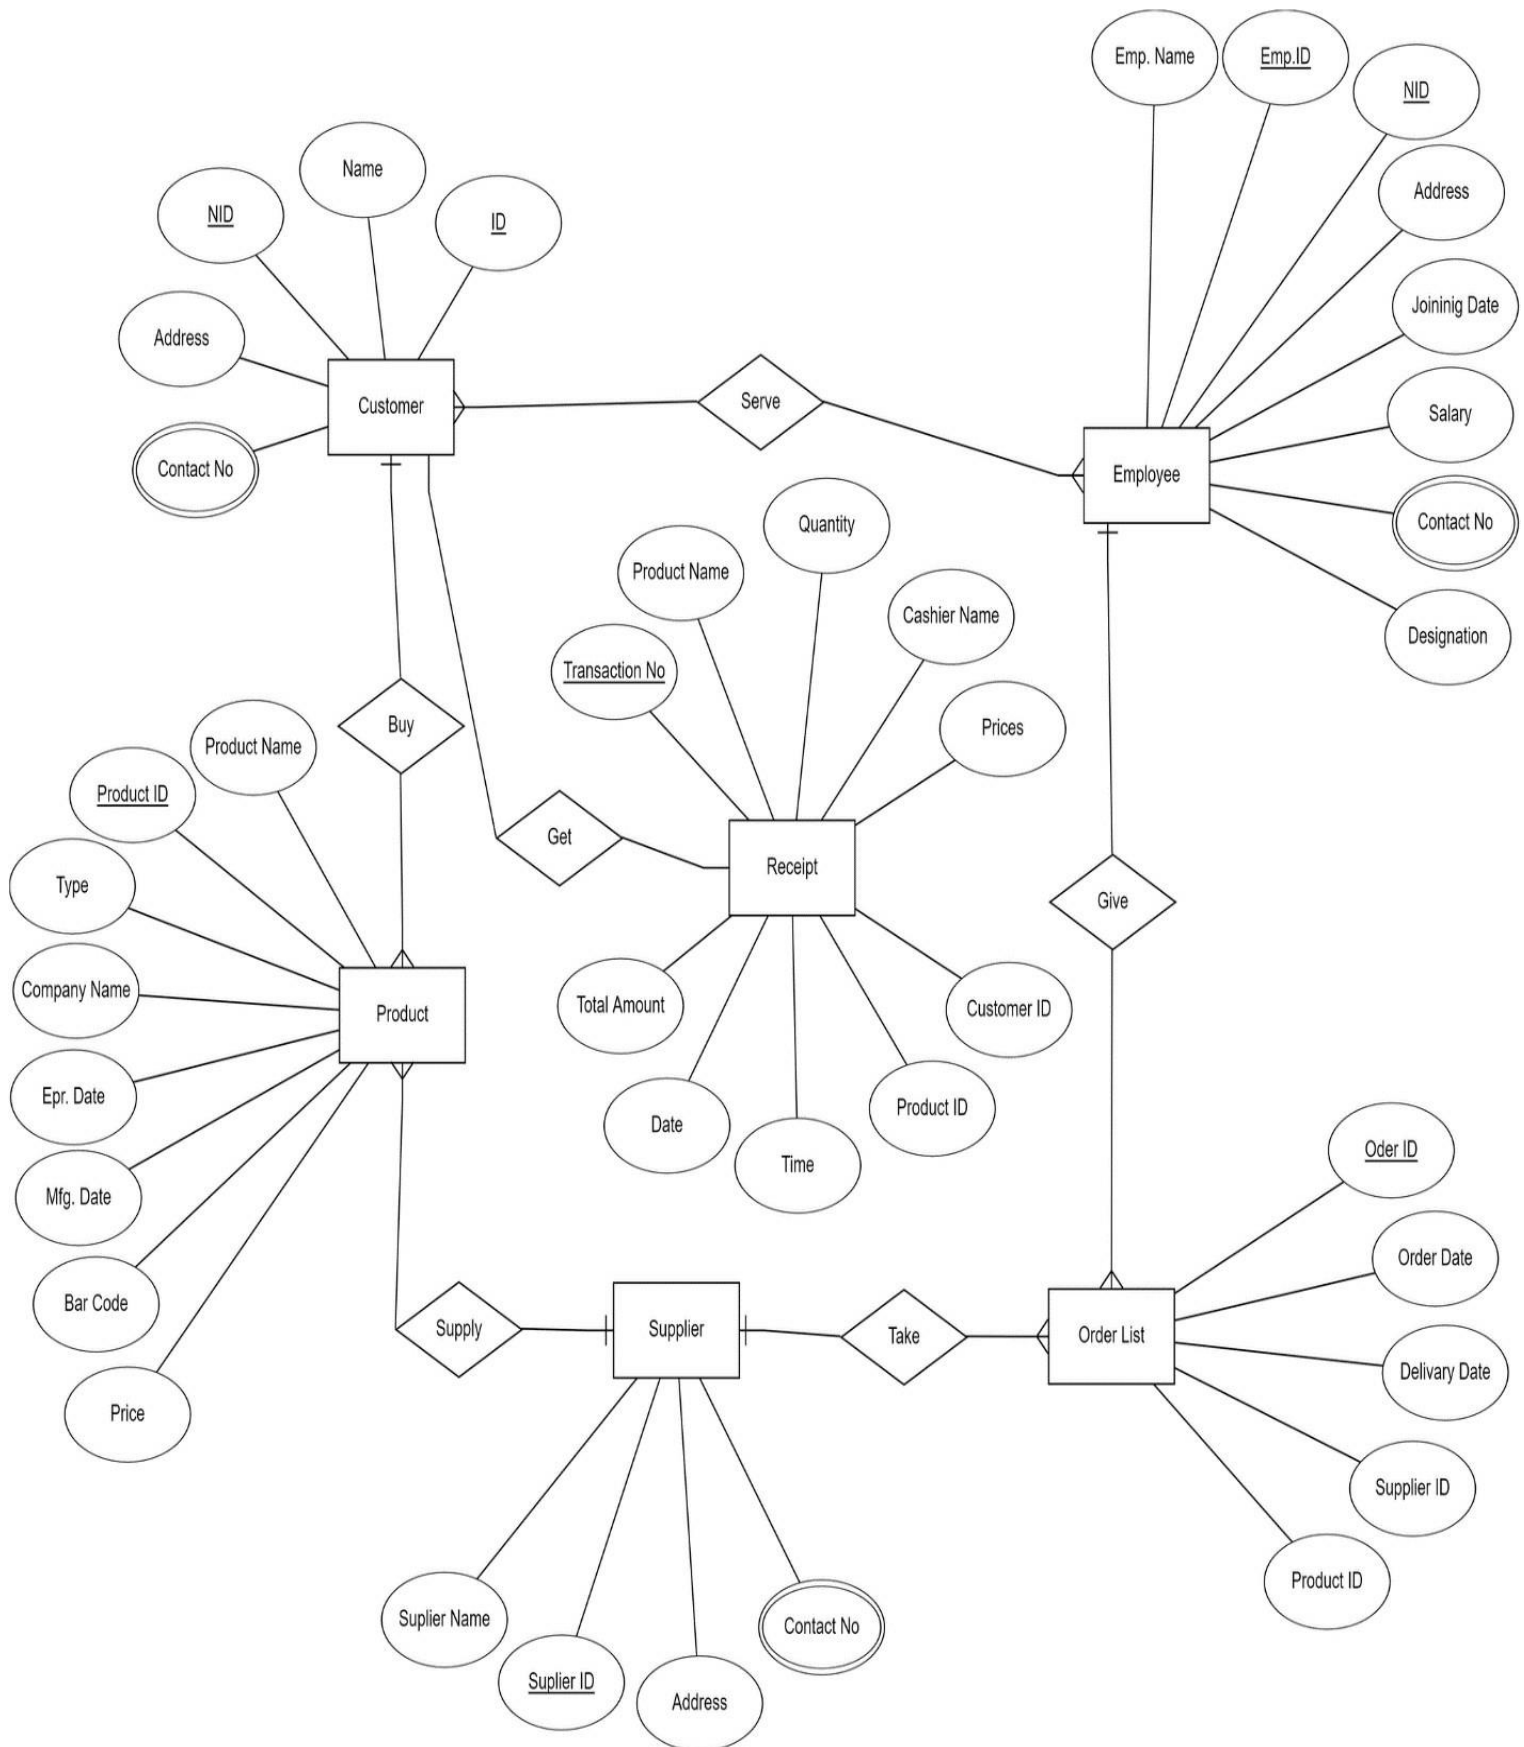 Emp. Name
Emp.ID
NID
Name
NID
ID
Address
Address
Joininig Date
Customer
Serve
Salary
Contact No
Employee
Contact No
Quantity
Product Name
Cashier Name
Designation
Transaction No
Buy
Prices
Product Name
Product ID
Get
Receipt
Type
Give
Company Name
Product
Total Amount
Customer ID
Epr. Date
Date
Product ID
Time
Oder ID
Mfg. Date
Order Date
Bar Code
Supply
Supplier
Take
Order List
Delivary Date
Price
Supplier ID
Product ID
Suplier Name
Contact No
Suplier ID
Address